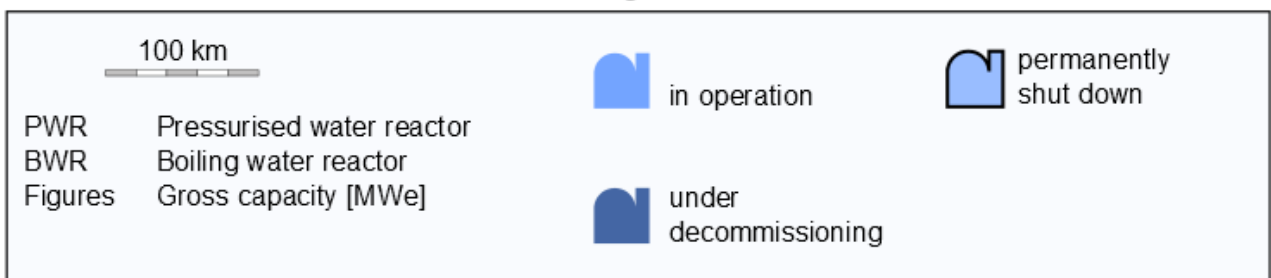 100 km
PWR Pressurised water reactor
BWR Boiling water reactor
Figures Gross capacity [MWe]
in operation
under
decommissioning
permanently
shut down